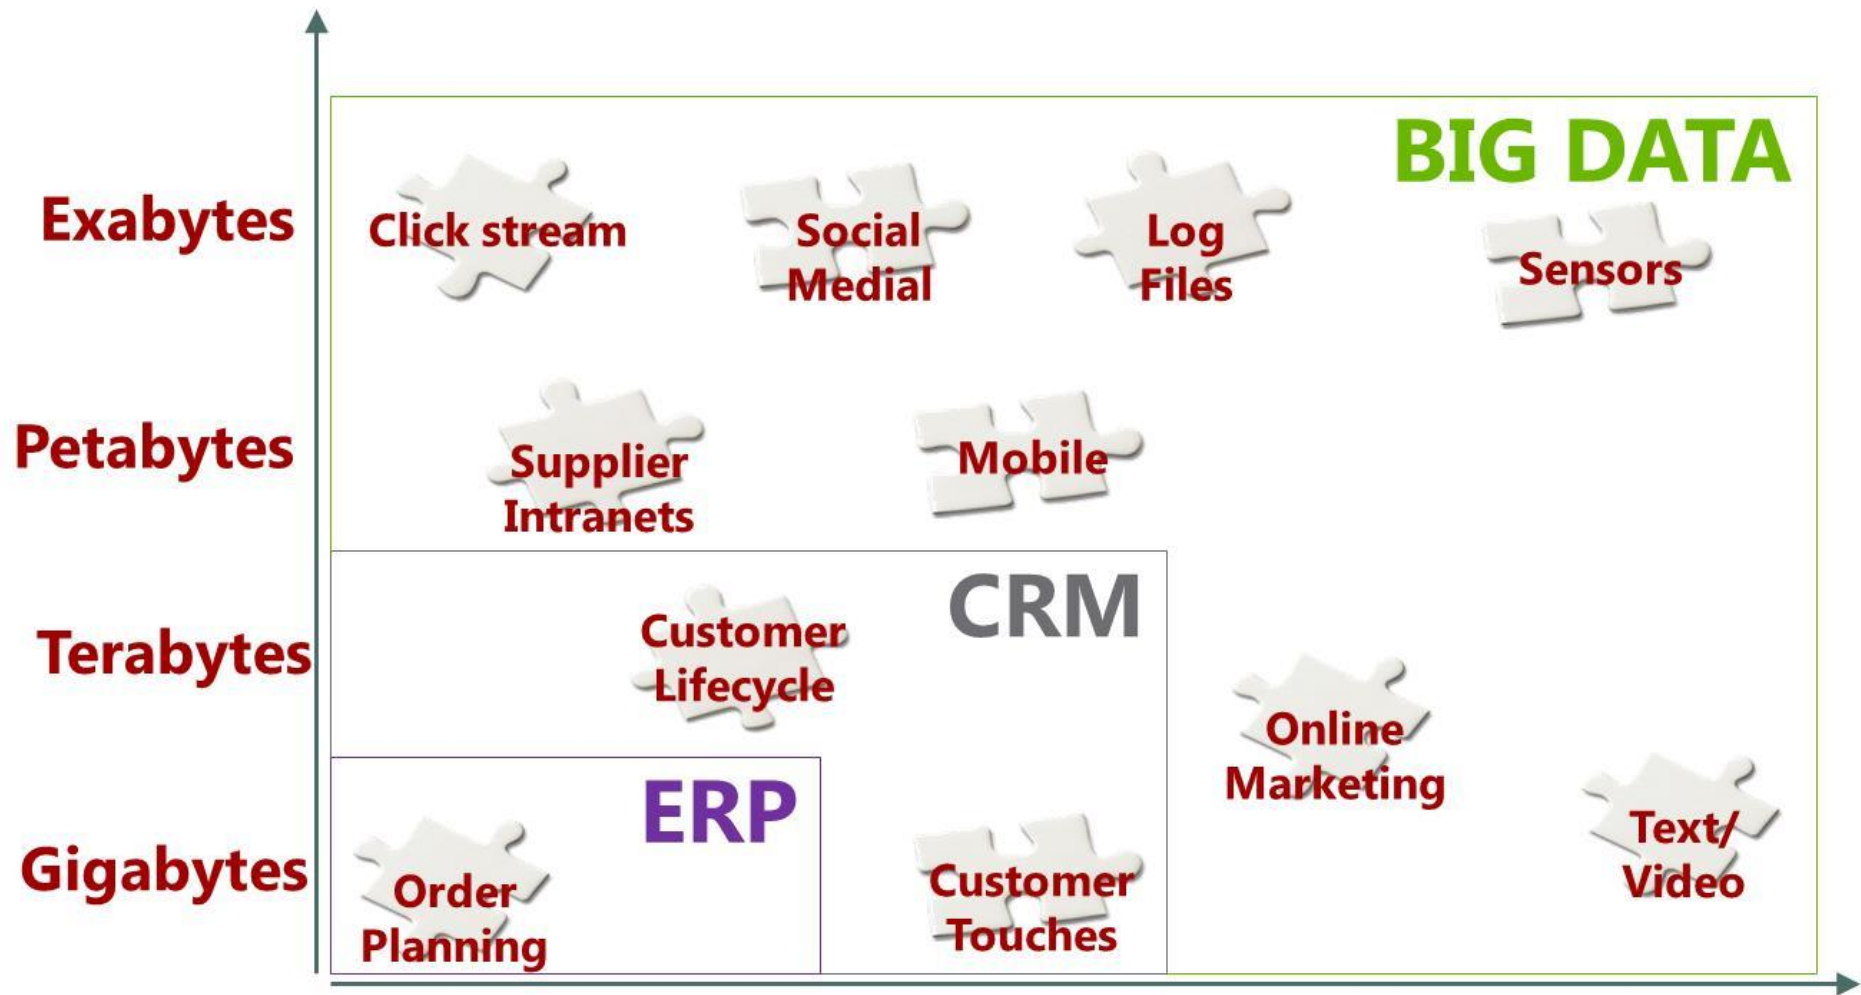 BIG DATA
Exabytes
Click stream
Social
Medial
Log
Files
Sensors
Petabytes
Supplier
Intranets
Mobile
CRM
Terabytes
Customer
Lifecycle
Online
Marketing
ERP
Gigabytes
Order
Planning
Customer
Touches
Text/
Video